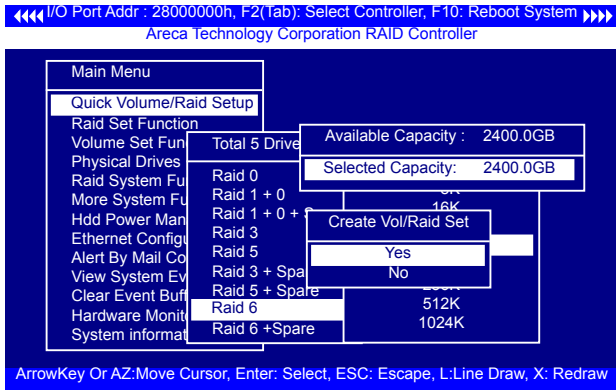 I/O Port Addr : 28000000h, F2(Tab): Select Controller, F10: Reboot System
Areca Technology Corporation RAID Controller
Main Menu
Quick Volume/Raid Setup
Raid Set Function
Volume Set Fun
Physical Drives
Raid System Fu
More System Fu
Hdd Power Man
Ethernet Configu
Alert By Mail Co
View System Ev
Clear Event Buff
Hardware Monit
System informat
Total 5 Drive
Raid 0
Raid 1 + 0
Raid 1 + 0 +
Raid 3
Raid 5
Raid 3 + Spa
Raid 5 + Spare
Raid 6
Raid 6 +Spare
Available Capacity : 2400.0GB
Selected Capacity: 2400.0GB
16K
Create Vol/Raid Set
Yes
No
512K
1024K
ArrowKey Or AZ:Move Cursor, Enter: Select, ESC: Escape, L:Line Draw, X: Redraw